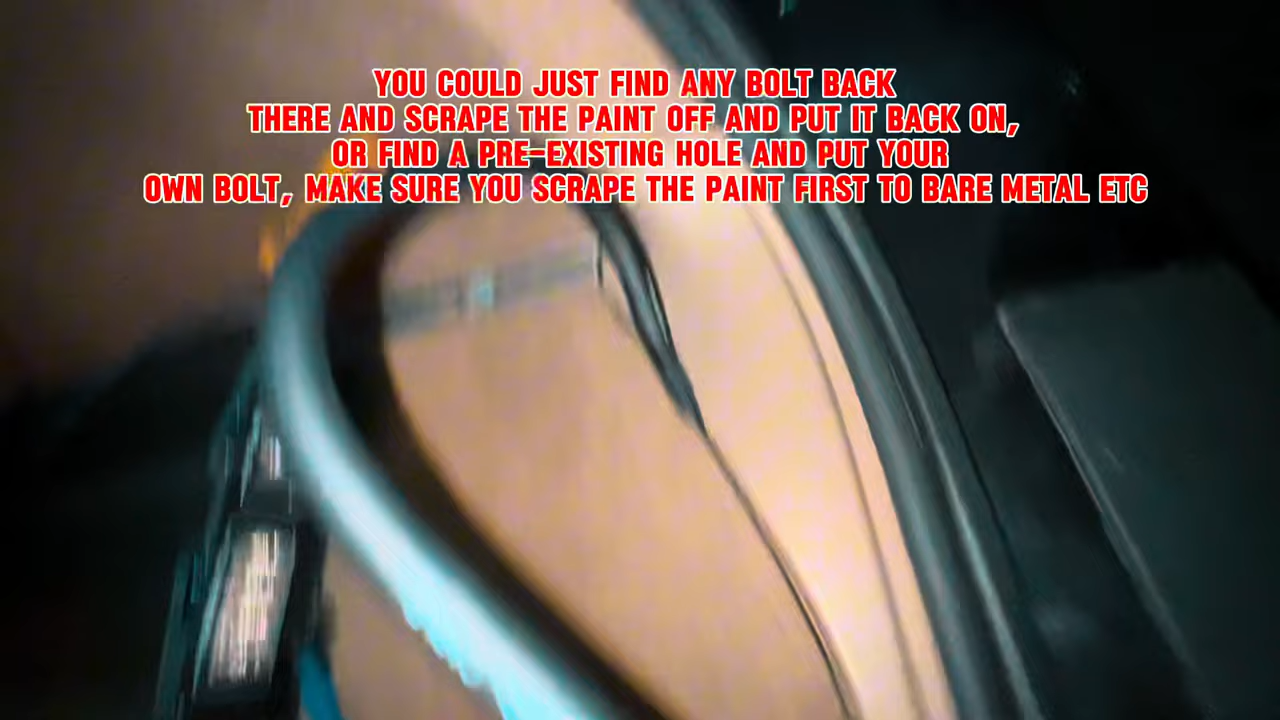 YOU COULD JUST FIND ANY BOLT BACK
THERE AND SCRAPE THE PAINT OFF AND PUT IT BACK ON,
OR FIND A PRE-EXISTING HOLE AND PUT YOUR
OWN BOLT, MAKE SURE YOU SCRAPE THE PAINT FIRST TO BARE METAL ETC